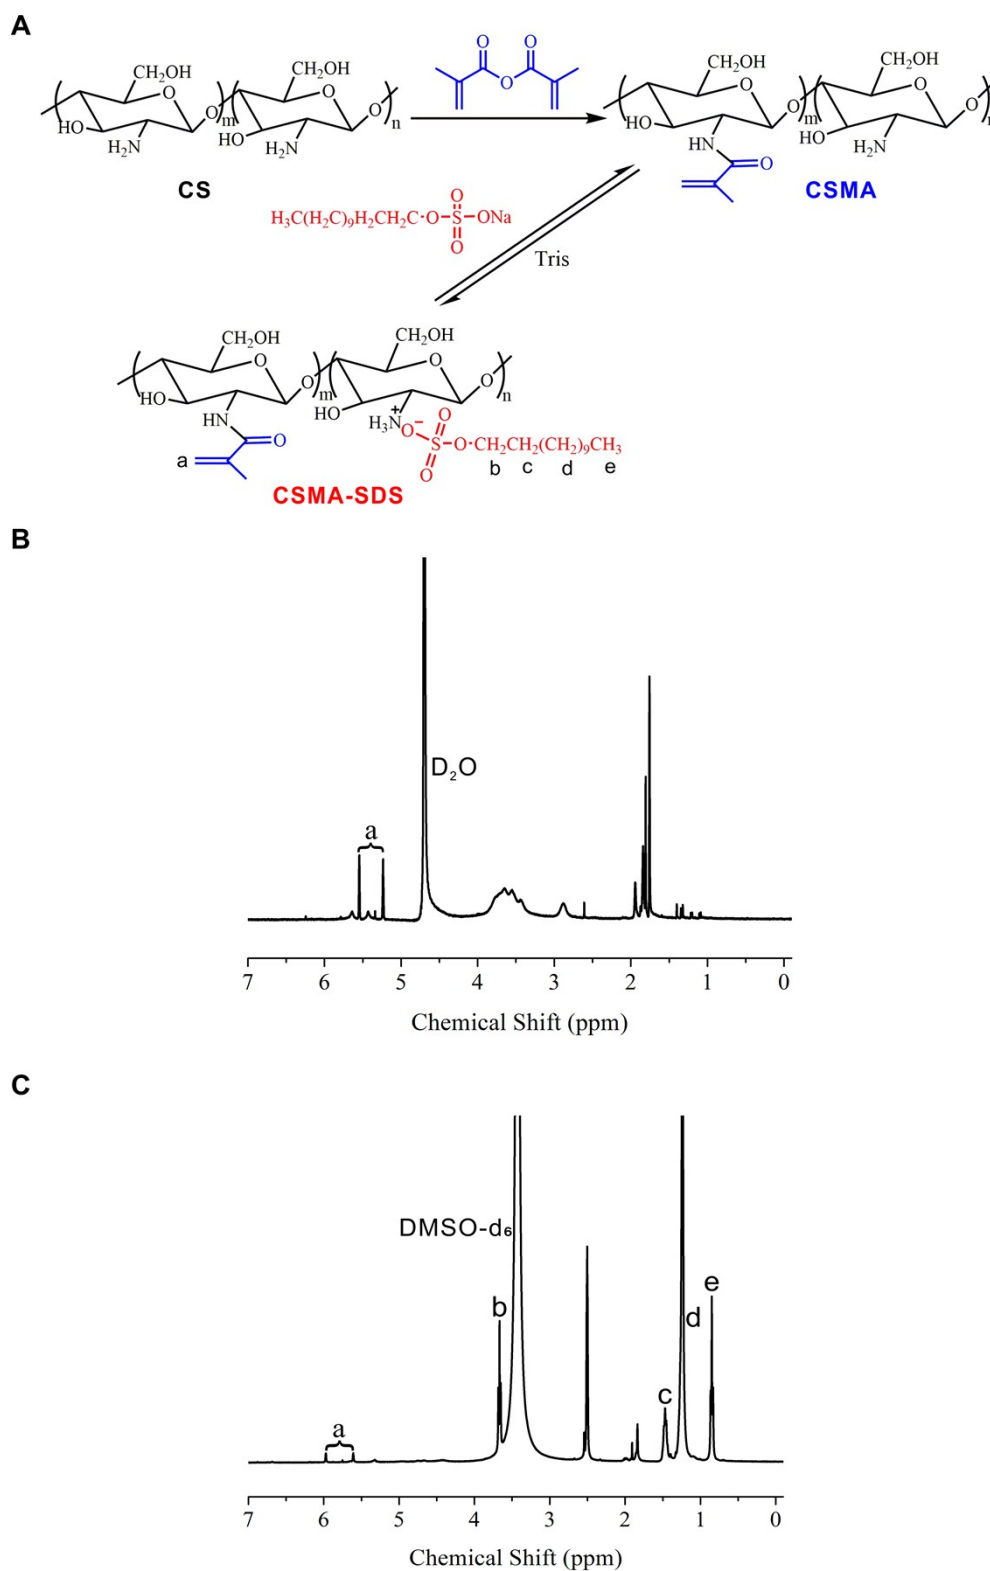 A
CH₂OH
O
HO
H₂N
O
m
CH₂OH
O
HO
H₂N
O
n
CS
O
O
O
CH₂OH
O
HO
HN
O
O
m
CH₂OH
O
HO
H₂N
O
n
CSMA
H₃C(H₂C)₉H₂CH₂C·O-S-ONa
O
O
Tris
CH₂OH
O
HO
HN
O
O
m
CH₂OH
O
HO
H₃N
+
O
n
O⁻
O
S
O
O-CH₂CH₂(CH₂)₉CH₃
a
b c d e
CSMA-SDS
B
D₂O
a
7 6 5 4 3 2 1 0
Chemical Shift (ppm)
C
DMSO-d₆
b
e
d
c
a
7 6 5 4 3 2 1 0
Chemical Shift (ppm)